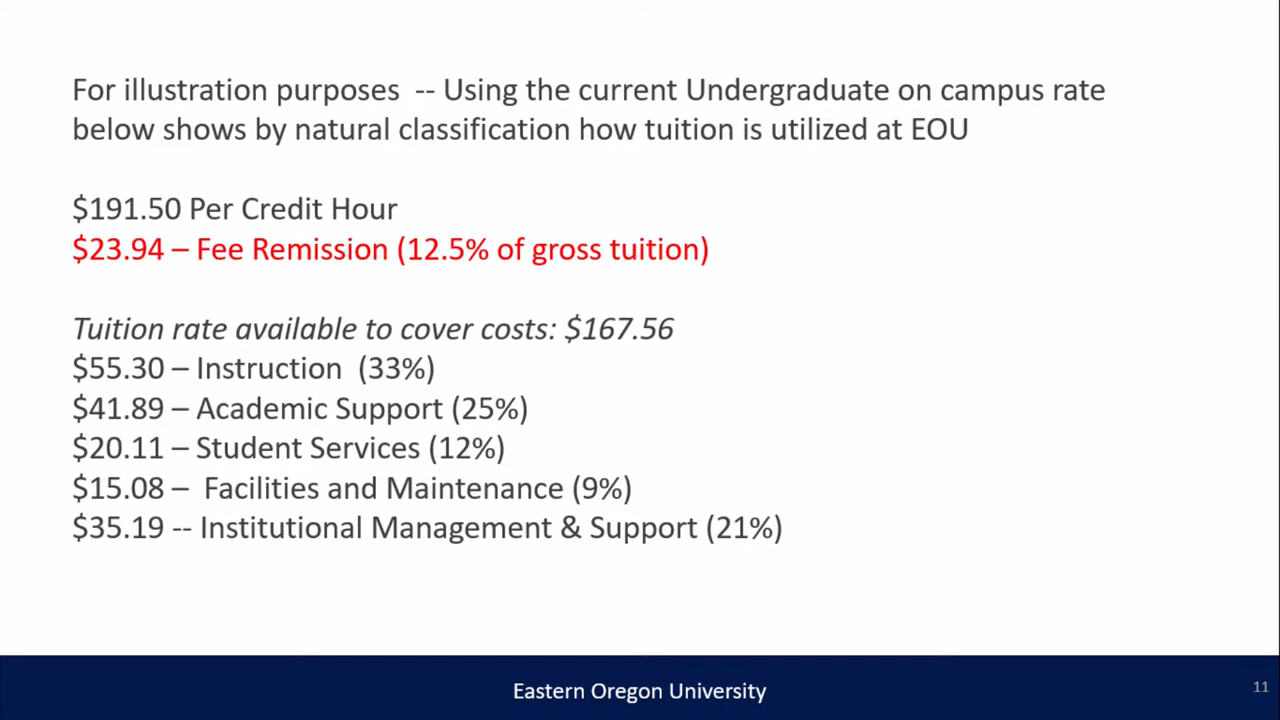 For illustration purposes -- Using the current Undergraduate on campus rate
below shows by natural classification how tuition is utilized at EOU
$191.50 Per Credit Hour
$23.94 – Fee Remission (12.5% of gross tuition)
Tuition rate available to cover costs: $167.56
$55.30 – Instruction (33%)
$41.89 – Academic Support (25%)
$20.11 – Student Services (12%)
$15.08 – Facilities and Maintenance (9%)
$35.19 -- Institutional Management & Support (21%)
Eastern Oregon University
11